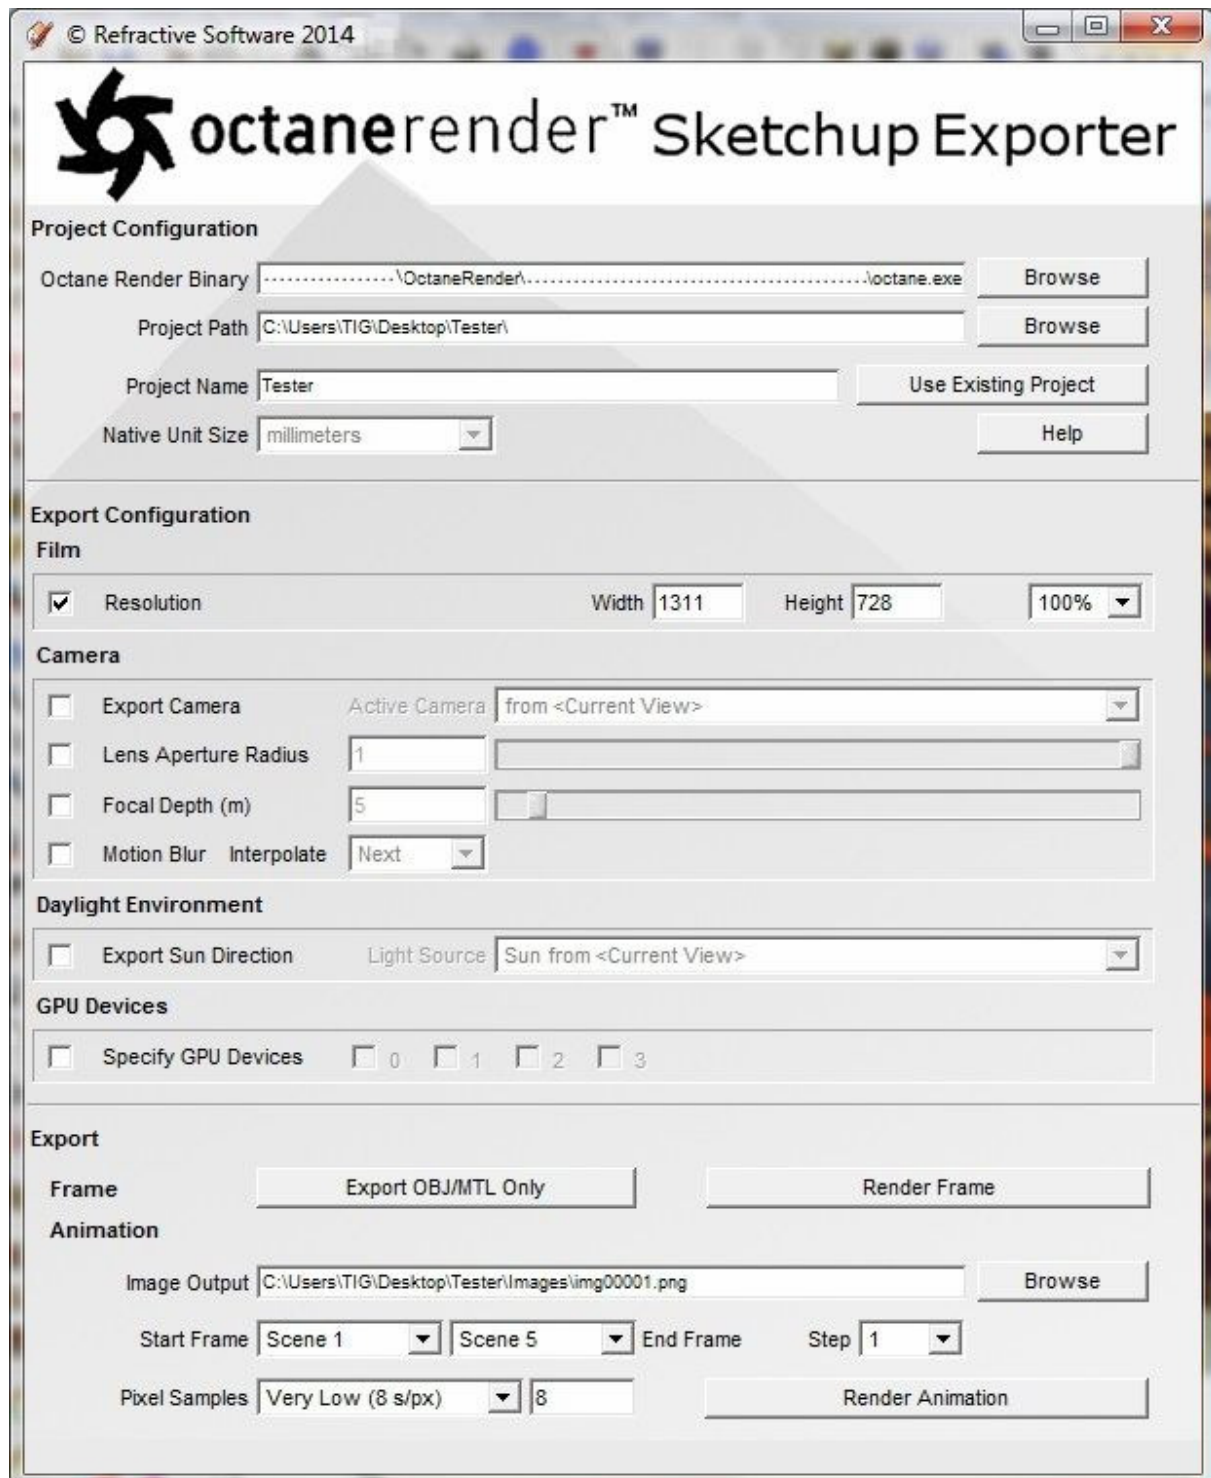 © Refractive Software 2014
octanerender™ Sketchup Exporter
Project Configuration
Octane Render Binary -----------------\OctaneRender\-------------------------------------------\octane.exe Browse
Project Path C:\Users\TIG\Desktop\Tester\ Browse
Project Name Tester Use Existing Project
Native Unit Size millimeters Help
Export Configuration
Film
Resolution Width 1311 Height 728 100%
Camera
Export Camera Active Camera from <Current View>
Lens Aperture Radius 1
Focal Depth (m) 5
Motion Blur Interpolate Next
Daylight Environment
Export Sun Direction Light Source Sun from <Current View>
GPU Devices
Specify GPU Devices 0 1 2 3
Export
Frame Export OBJ/MTL Only Render Frame
Animation
Image Output C:\Users\TIG\Desktop\Tester\Images\img00001.png Browse
Start Frame Scene 1 Scene 5 End Frame Step 1
Pixel Samples Very Low (8 s/px) 8 Render Animation